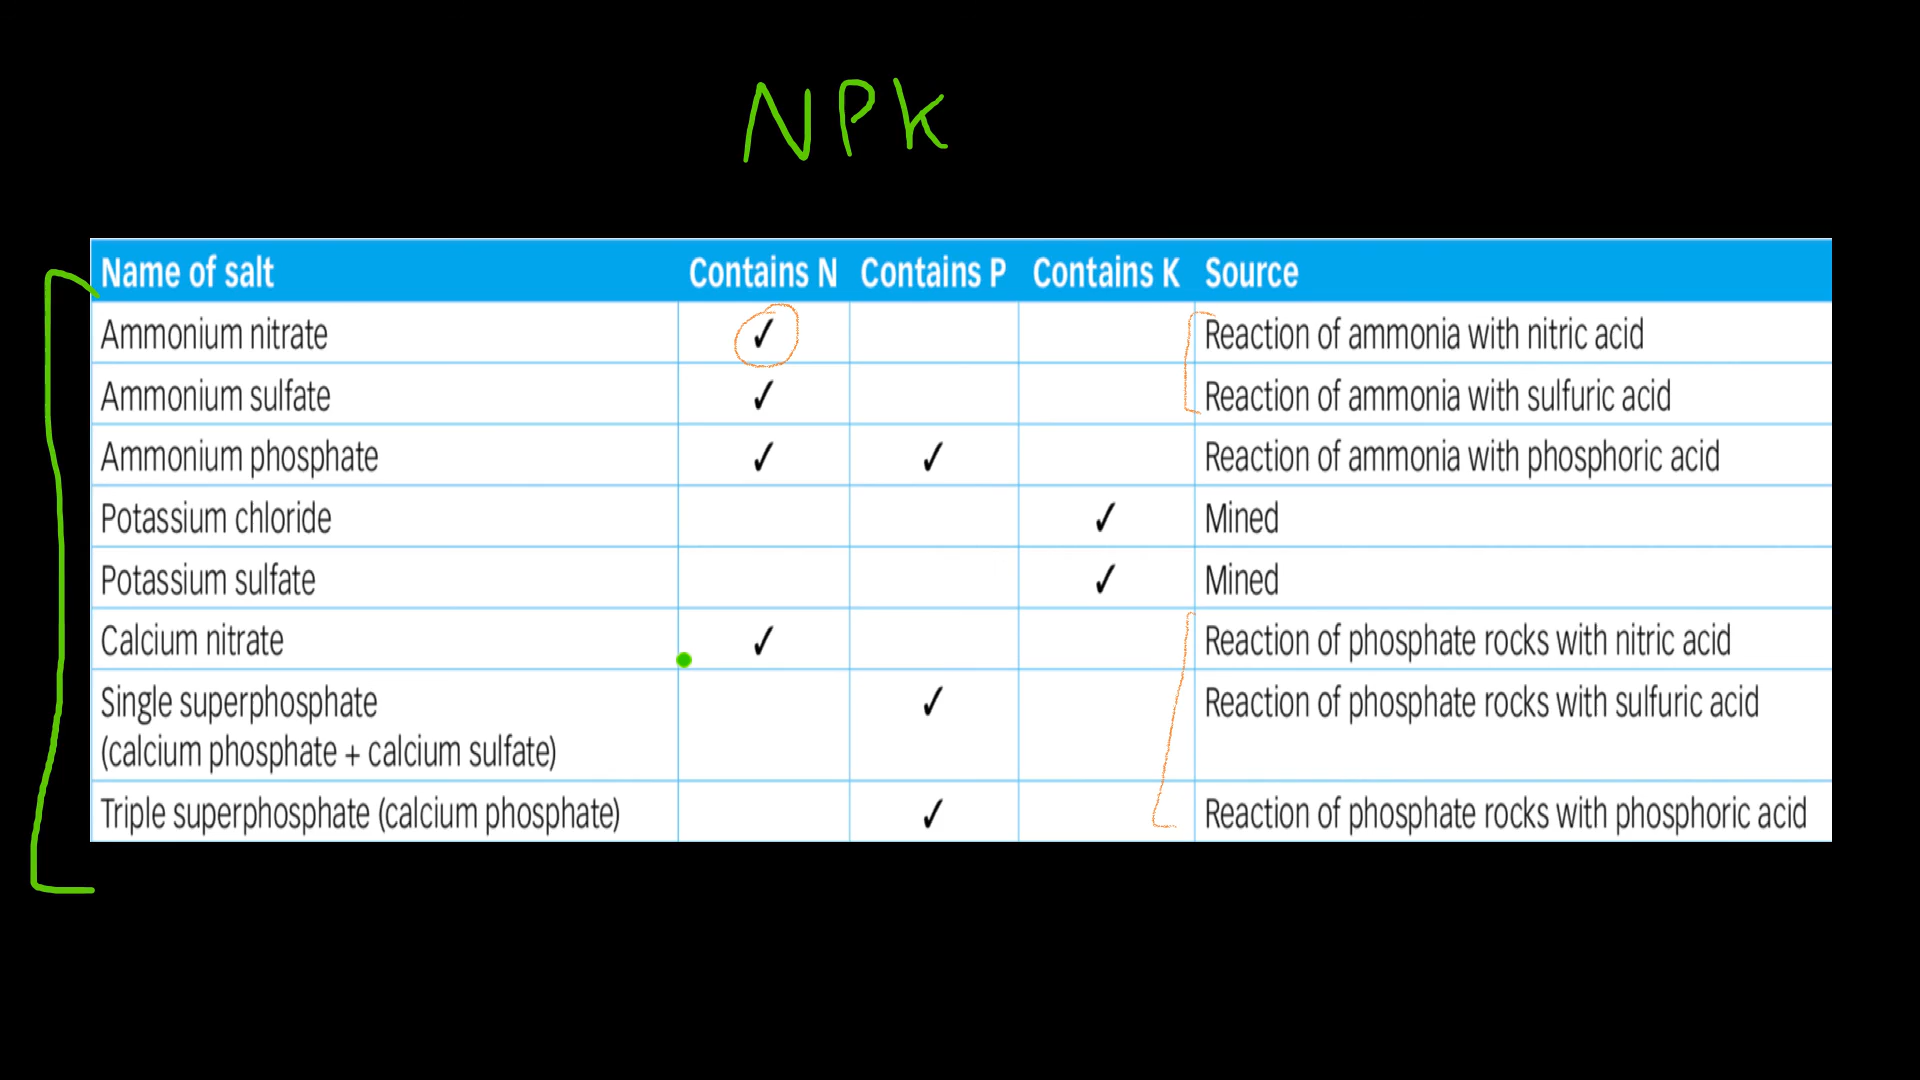 NPK
Name of salt Contains N Contains P Contains K Source
Ammonium nitrate ✓ Reaction of ammonia with nitric acid
Ammonium sulfate ✓ Reaction of ammonia with sulfuric acid
Ammonium phosphate ✓ ✓ Reaction of ammonia with phosphoric acid
Potassium chloride ✓ Mined
Potassium sulfate ✓ Mined
Calcium nitrate ✓ Reaction of phosphate rocks with nitric acid
Single superphosphate ✓ Reaction of phosphate rocks with sulfuric acid
(calcium phosphate + calcium sulfate)
Triple superphosphate (calcium phosphate) ✓ Reaction of phosphate rocks with phosphoric acid